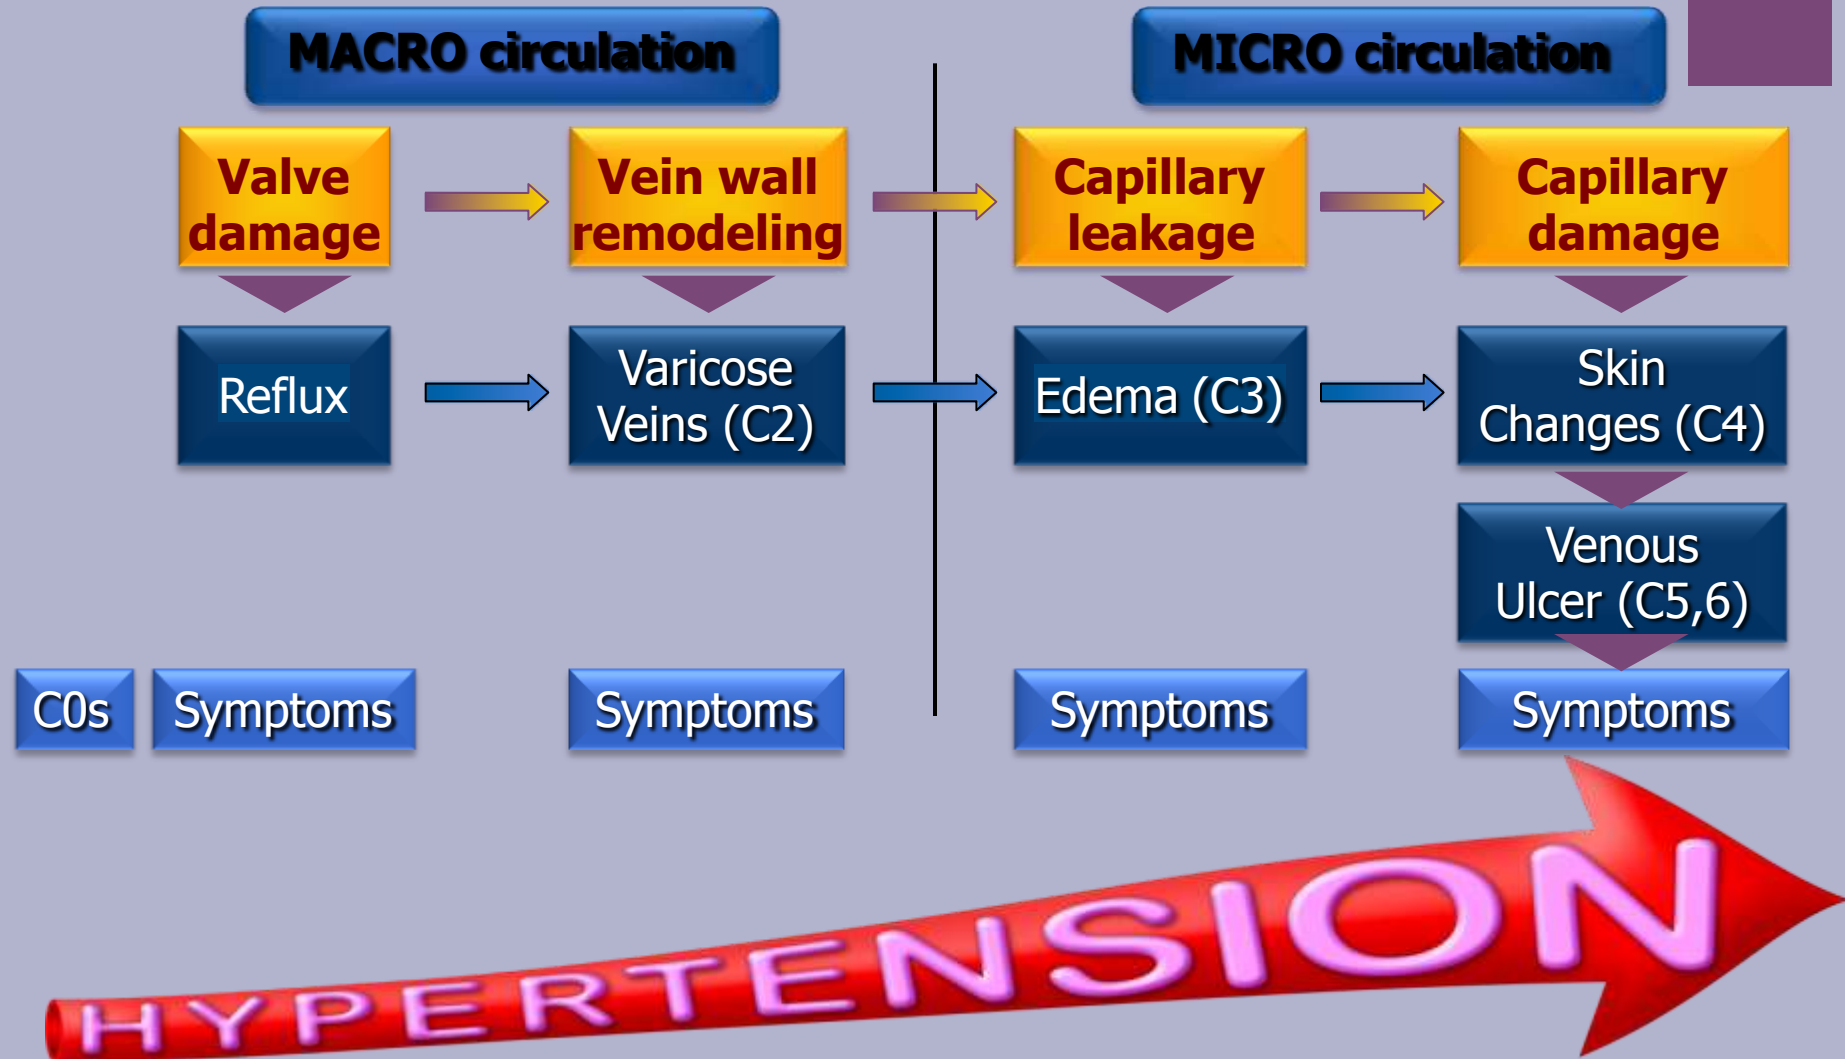 MACRO circulation
MICRO circulation
Valve
damage
Vein wall
remodeling
Capillary
leakage
Capillary
damage
Reflux
Varicose
Veins (C2)
Edema (C3)
Skin
Changes (C4)
Venous
Ulcer (C5,6)
C0s
Symptoms
Symptoms
Symptoms
Symptoms
HYPERTENSION